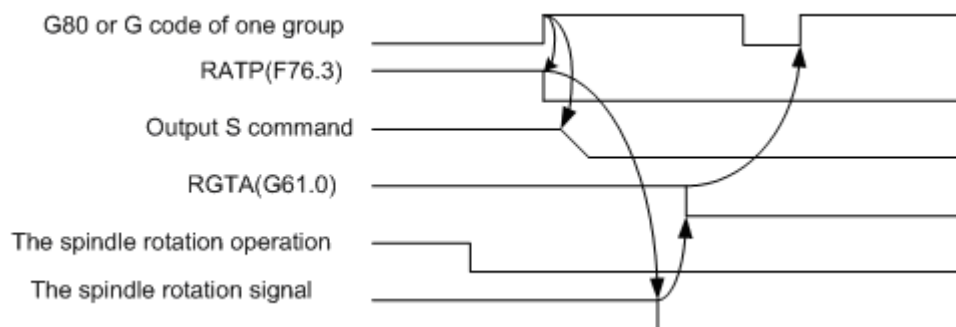 G80 or G code of one group
RATP(F76.3)
Output S command
RGTA(G61.0)
The spindle rotation operation
The spindle rotation signal